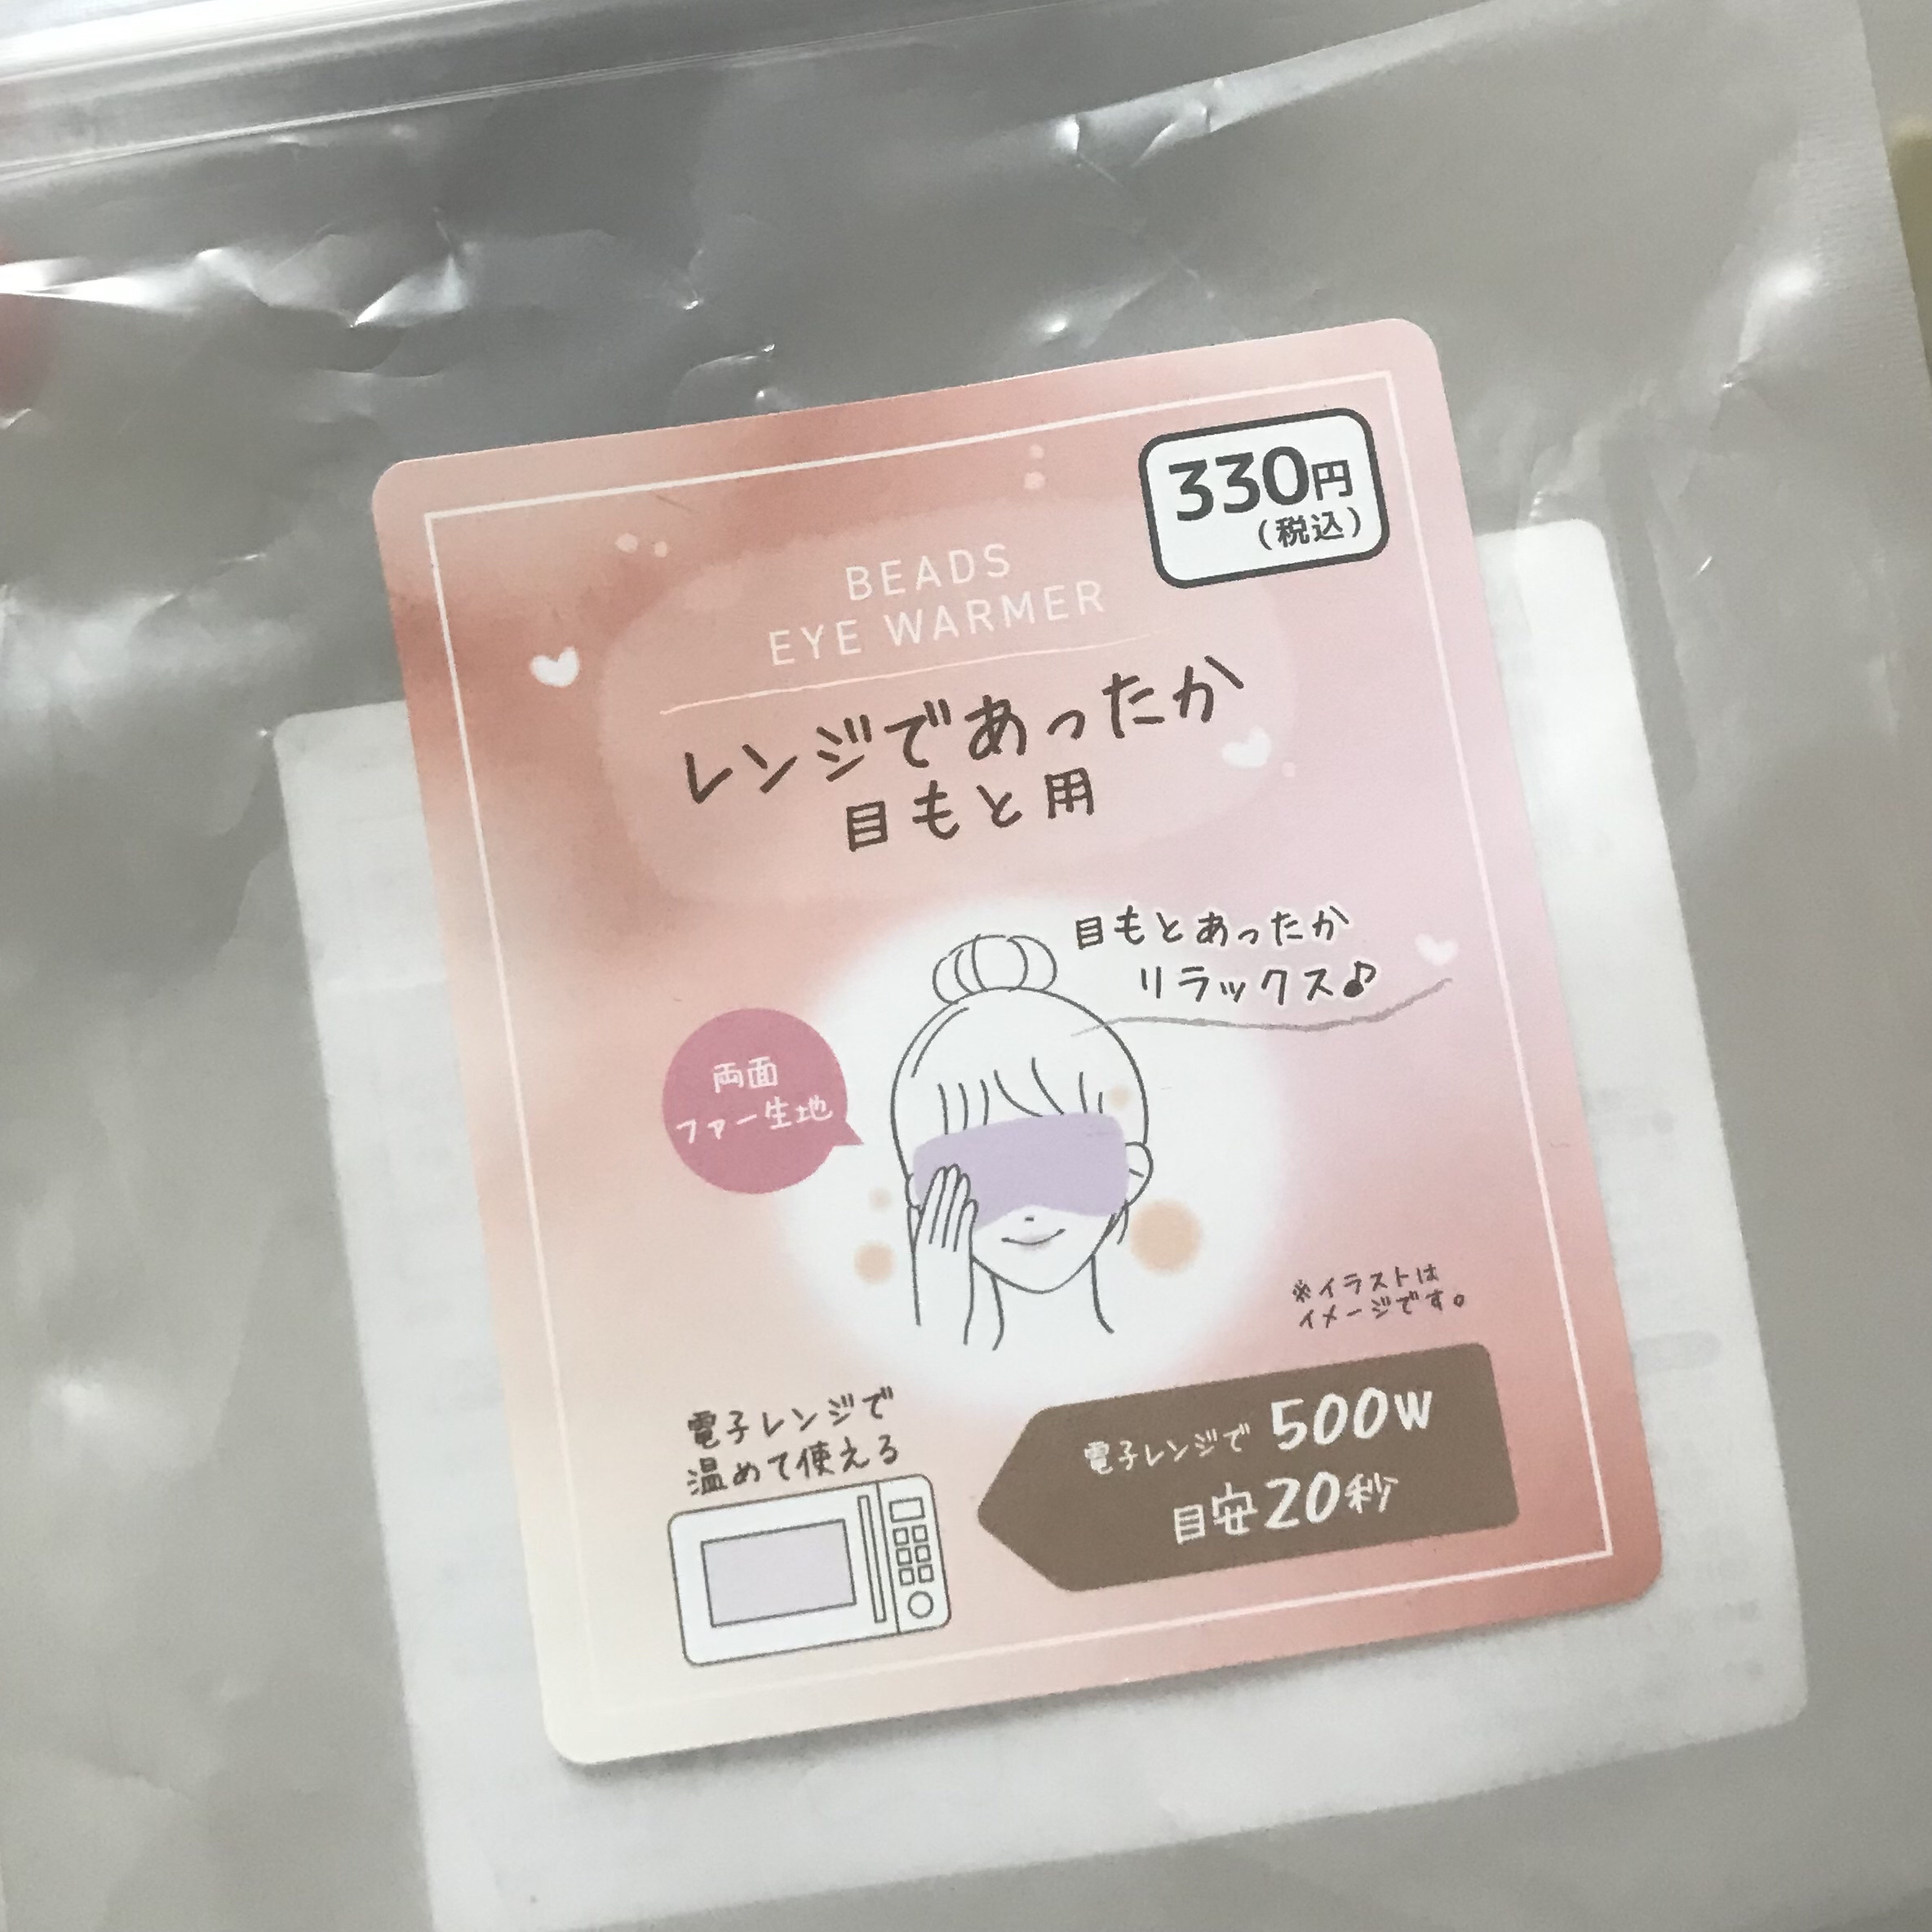 330円
(税込)
BEADS
EYE WARMER
レンジであったか
目もと用
目もとあったか
リラックス♪
両面
ファー生地
※イラストは
イメージです。
電子レンジで
温めて使える
電子レンジで 500W
目安20秒